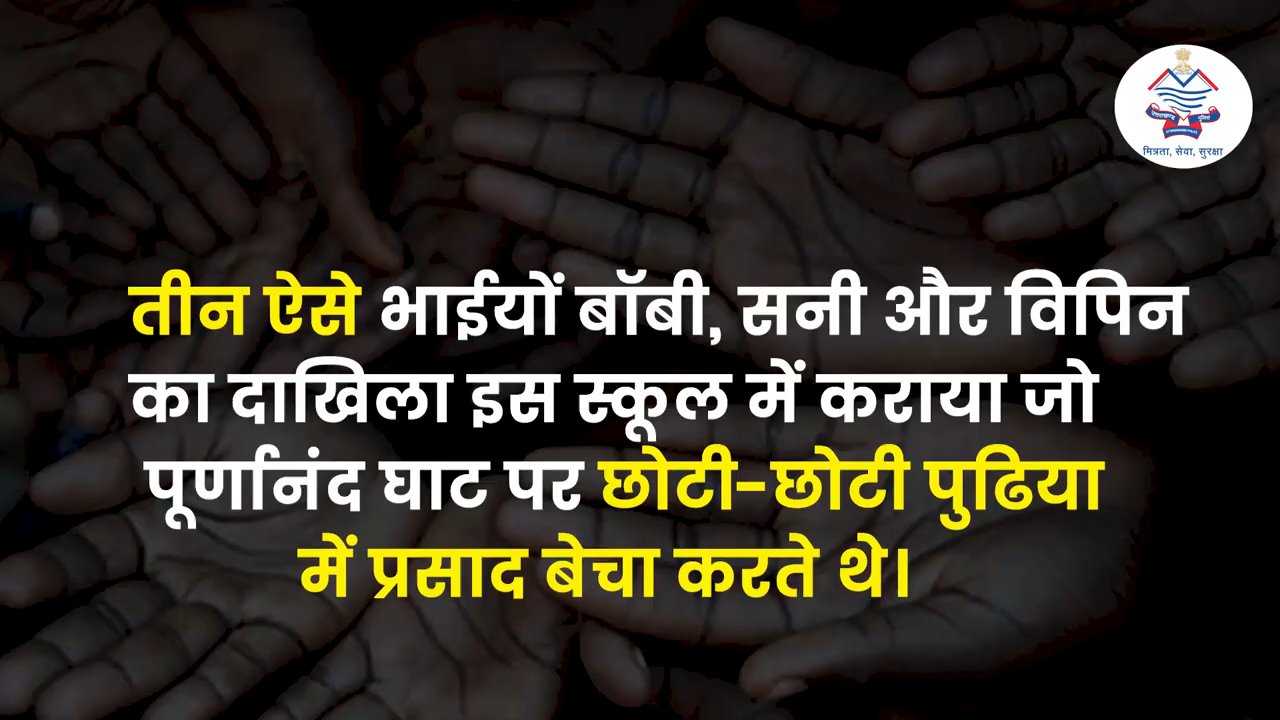 मित्रता, सेवा, सुरक्षा
तीन ऐसे भाईयों बॉबी, सनी और विपिन
का दाखिला इस स्कूल में कराया जो
पूर्णानंद घाट पर छोटी-छोटी पुढिया
में प्रसाद बेचा करते थे।